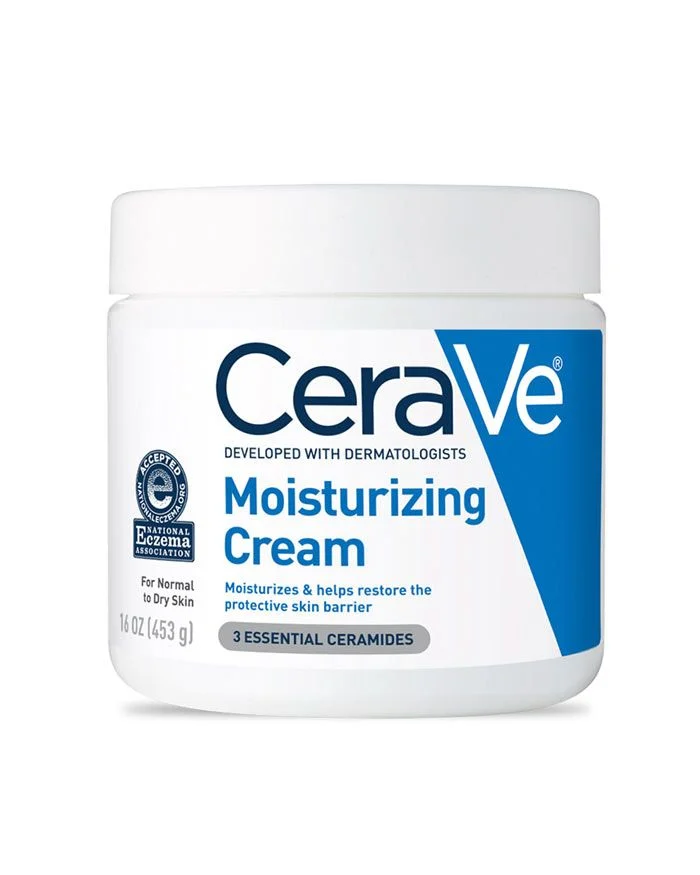 CeraVe®
DEVELOPED WITH DERMATOLOGISTS
Moisturizing
Cream
Moisturizes & helps restore the
protective skin barrier
3 ESSENTIAL CERAMIDES
ACCEPTED
NATIONALECZEMA.ORG
e
NATIONAL
Eczema
ASSOCIATION
For Normal
to Dry Skin
16 OZ (453 g)